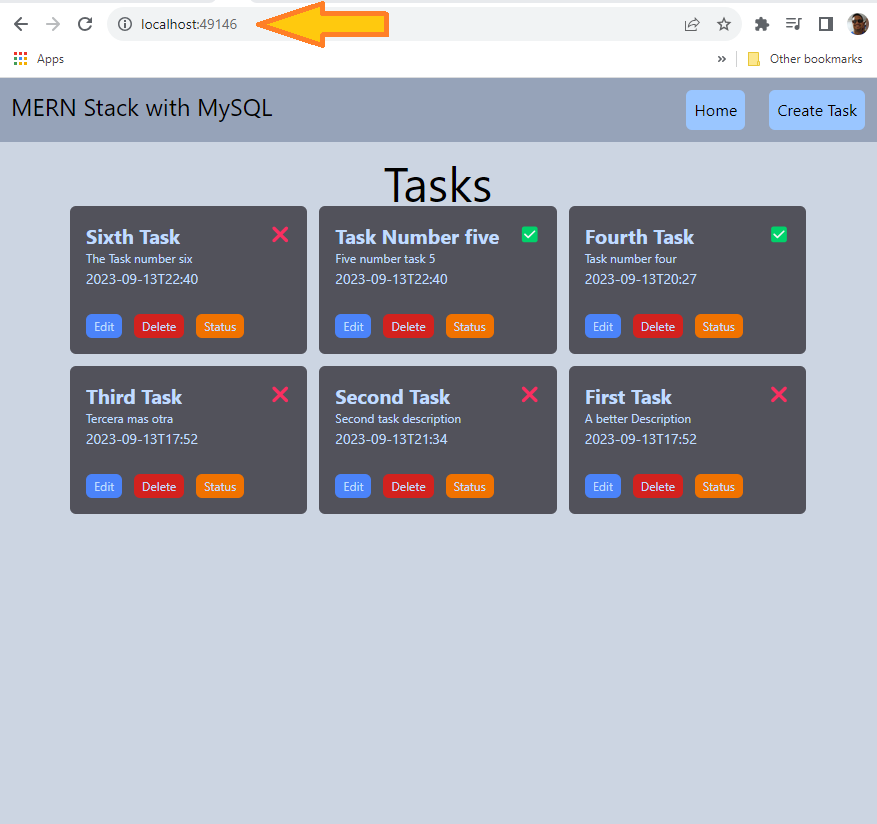 localhost:49146
Apps
»
Other bookmarks
MERN Stack with MySQL
Home
Create Task
Tasks
Sixth Task
The Task number six
2023-09-13T22:40
Edit Delete Status
Task Number five
Five number task 5
2023-09-13T22:40
Edit Delete Status
Fourth Task
Task number four
2023-09-13T20:27
Edit Delete Status
Third Task
Tercera mas otra
2023-09-13T17:52
Edit Delete Status
Second Task
Second task description
2023-09-13T21:34
Edit Delete Status
First Task
A better Description
2023-09-13T17:52
Edit Delete Status